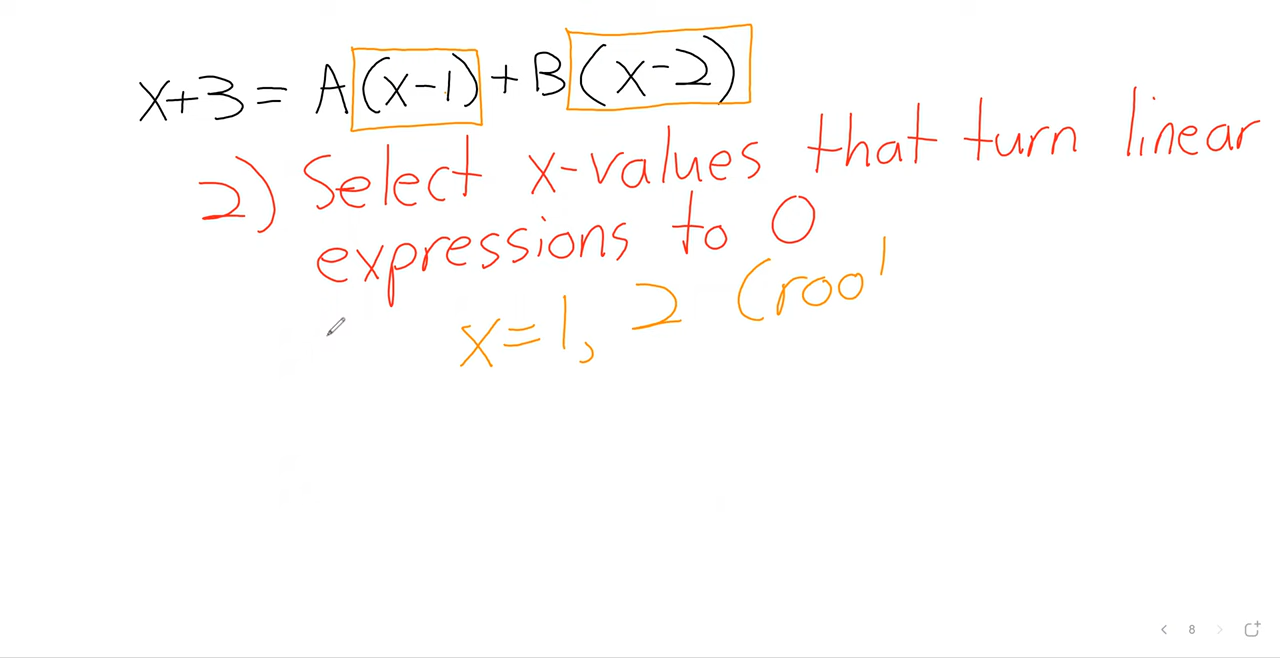 x+3 = A(x-1) + B(x-2)
2) Select x-values that turn linear
expressions to 0
x=1, 2 (roo
8